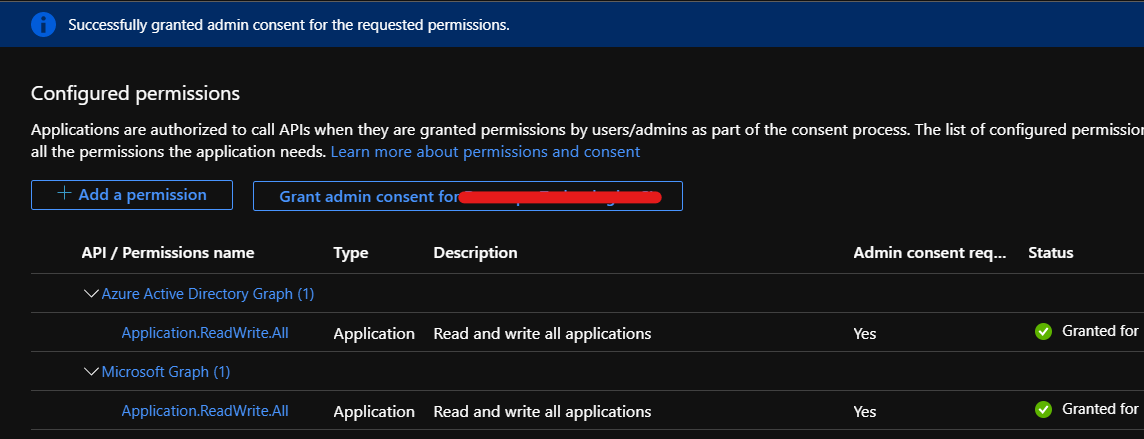 Successfully granted admin consent for the requested permissions.
Configured permissions
Applications are authorized to call APIs when they are granted permissions by users/admins as part of the consent process. The list of configured
all the permissions the application needs. Learn more about permissions and consent
+ Add a permission
Grant admin consent for
API / Permissions name Type Description Admin consent req... Status
Azure Active Directory Graph (1)
Application.ReadWrite.All Application Read and write all applications Yes Granted for
Microsoft Graph (1)
Application.ReadWrite.All Application Read and write all applications Yes Granted for